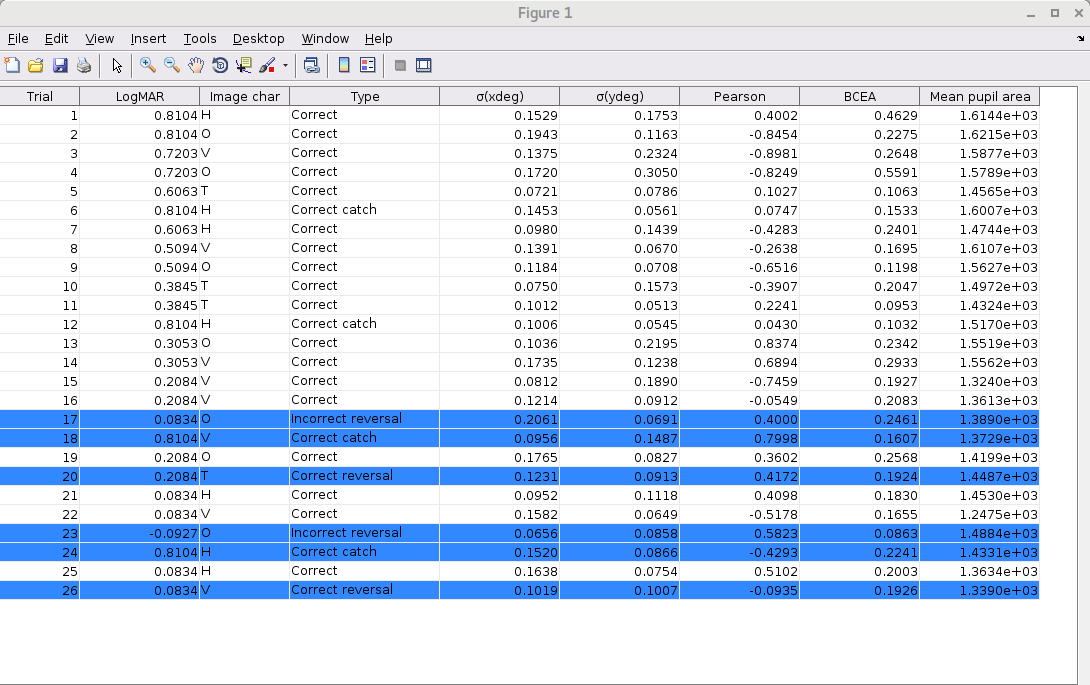 Figure 1
File Edit View Insert Tools Desktop Window Help
Trial LogMAR Image char Type σ(xdeg) σ(ydeg) Pearson BCEA Mean pupil area
1 0.8104 H Correct 0.1529 0.1753 0.4002 0.4629 1.6144e+03
2 0.8104 O Correct 0.1943 0.1163 -0.8454 0.2275 1.6215e+03
3 0.7203 V Correct 0.1375 0.2324 -0.8981 0.2648 1.5877e+03
4 0.7203 O Correct 0.1720 0.3050 -0.8249 0.5591 1.5789e+03
5 0.6063 T Correct 0.0721 0.0786 0.1027 0.1063 1.4565e+03
6 0.8104 H Correct catch 0.1453 0.0561 0.0747 0.1533 1.6007e+03
7 0.6063 H Correct 0.0980 0.1439 -0.4283 0.2401 1.4744e+03
8 0.5094 V Correct 0.1391 0.0670 -0.2638 0.1695 1.6107e+03
9 0.5094 O Correct 0.1184 0.0708 -0.6516 0.1198 1.5627e+03
10 0.3845 T Correct 0.0750 0.1573 -0.3907 0.2047 1.4972e+03
11 0.3845 T Correct 0.1012 0.0513 0.2241 0.0953 1.4324e+03
12 0.8104 H Correct catch 0.1006 0.0545 0.0430 0.1032 1.5170e+03
13 0.3053 O Correct 0.1036 0.2195 0.8374 0.2342 1.5519e+03
14 0.3053 V Correct 0.1735 0.1238 0.6894 0.2933 1.5562e+03
15 0.2084 V Correct 0.0812 0.1890 -0.7459 0.1927 1.3240e+03
16 0.2084 V Correct 0.1214 0.0912 -0.0549 0.2083 1.3613e+03
17 0.0834 O Incorrect reversal 0.2061 0.0691 0.4000 0.2461 1.3890e+03
18 0.8104 V Correct catch 0.0956 0.1487 0.7998 0.1607 1.3729e+03
19 0.2084 O Correct 0.1765 0.0827 0.3602 0.2568 1.4199e+03
20 0.2084 T Correct reversal 0.1231 0.0913 0.4172 0.1924 1.4487e+03
21 0.0834 H Correct 0.0952 0.1118 0.4098 0.1830 1.4530e+03
22 0.0834 V Correct 0.1582 0.0649 -0.5178 0.1655 1.2475e+03
23 -0.0927 O Incorrect reversal 0.0656 0.0858 0.5823 0.0863 1.4884e+03
24 0.8104 H Correct catch 0.1520 0.0866 -0.4293 0.2241 1.4331e+03
25 0.0834 H Correct 0.1638 0.0754 0.5102 0.2003 1.3634e+03
26 0.0834 V Correct reversal 0.1019 0.1007 -0.0935 0.1926 1.3390e+03